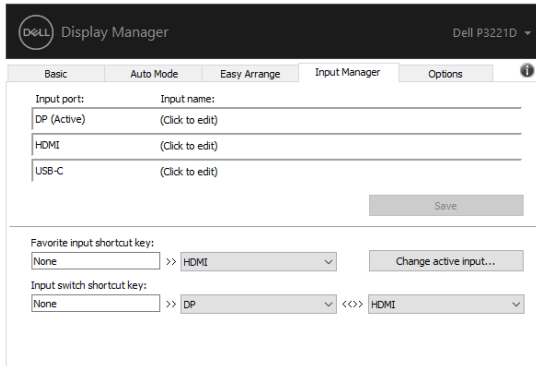 DELL Display Manager Dell P3221D
Basic Auto Mode Easy Arrange Input Manager Options
Input port: Input name:
DP (Active) (Click to edit)
HDMI (Click to edit)
USB-C (Click to edit)
Save
Favorite input shortcut key:
None >> HDMI Change active input...
Input switch shortcut key:
None >> DP <<>> HDMI